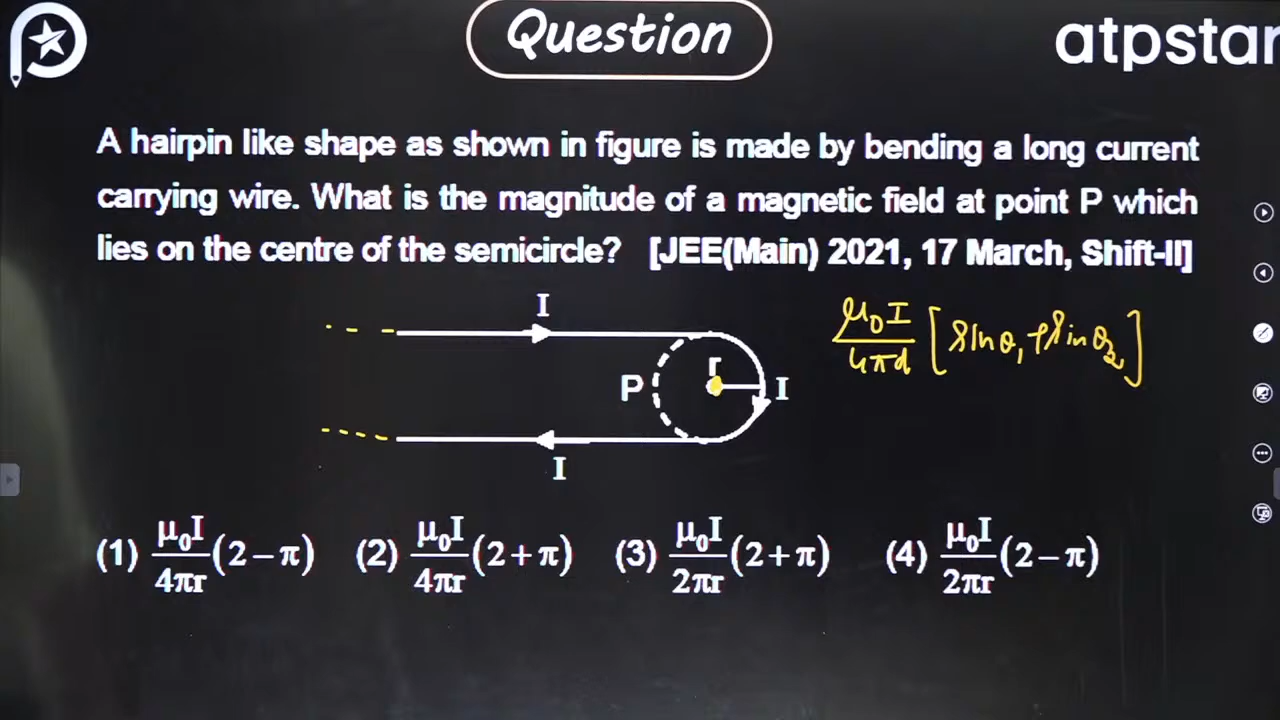 Question
atpstar
A hairpin like shape as shown in figure is made by bending a long current
carrying wire. What is the magnitude of a magnetic field at point P which
lies on the centre of the semicircle? [JEE(Main) 2021, 17 March, Shift-II]
I
r
P
I
I
μ₀I/4πd [sinθ₁ + sinθ₂]
(1) μ₀I/4πr (2−π) (2) μ₀I/4πr (2+π) (3) μ₀I/2πr (2+π) (4) μ₀I/2πr (2−π)